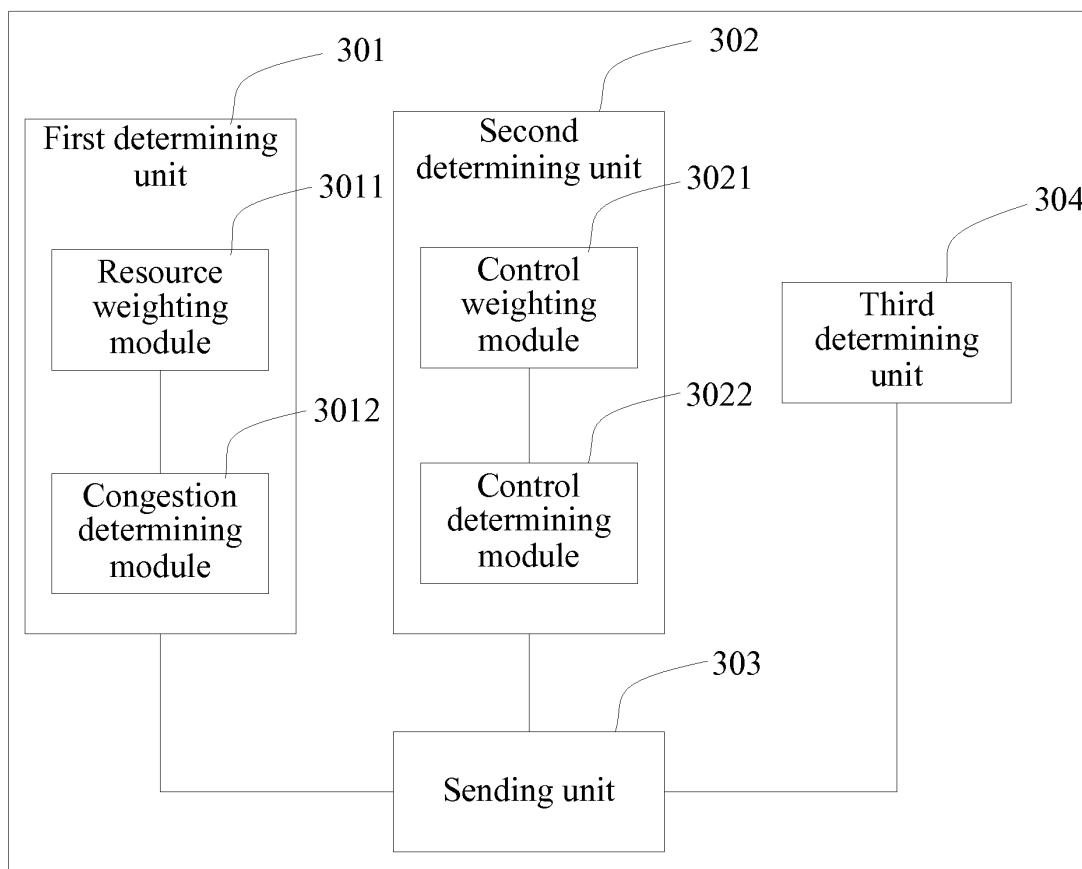 301
First determining
unit
3011
Resource
weighting
module
3012
Congestion
determining
module
302
Second
determining unit
3021
Control
weighting
module
3022
Control
determining
module
304
Third
determining
unit
303
Sending unit